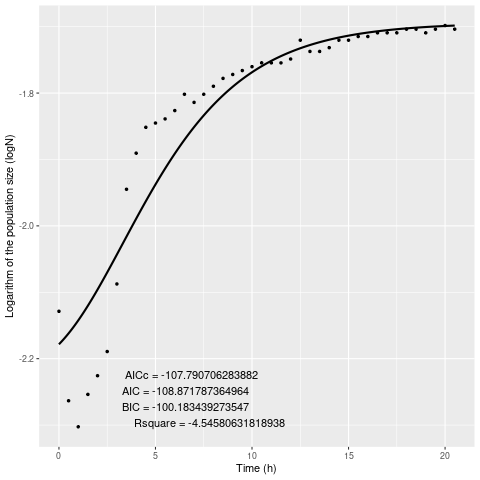 Logarithm of the population size (logN)
-1.8
-2.0
-2.2
AICc = -107.790706283882
AIC = -108.871787364964
BIC = -100.183439273547
Rsquare = -4.54580631818938
0 5 10 15 20
Time (h)